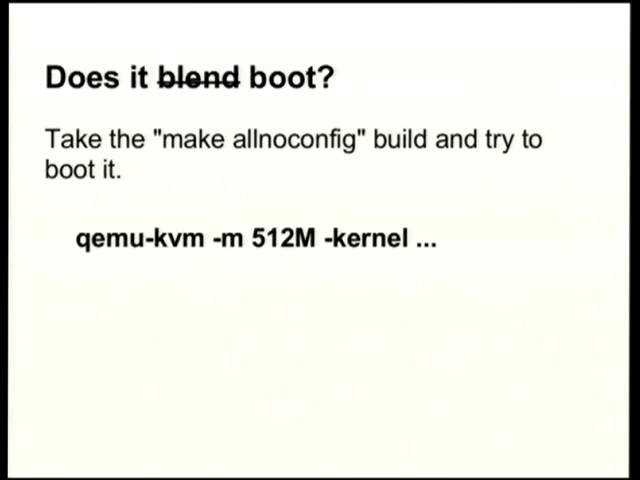 Does it blend boot?
Take the "make allnoconfig" build and try to
boot it.
qemu-kvm -m 512M -kernel ...